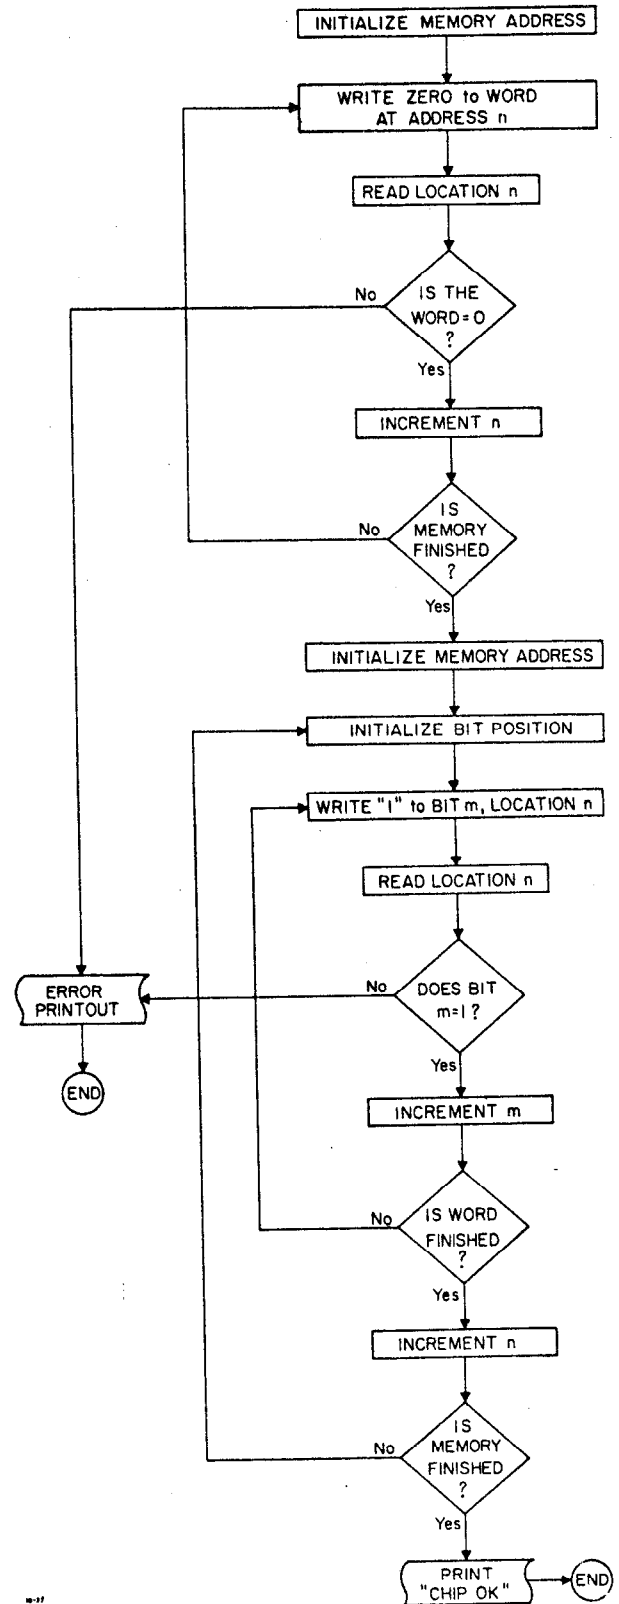 INITIALIZE MEMORY ADDRESS
WRITE ZERO to WORD
AT ADDRESS n
READ LOCATION n
No
IS THE
WORD=0
?
Yes
INCREMENT n
No
IS
MEMORY
FINISHED
?
Yes
INITIALIZE MEMORY ADDRESS
INITIALIZE BIT POSITION
WRITE "1" to BIT m, LOCATION n
READ LOCATION n
ERROR
PRINTOUT
No
DOES BIT
m=1?
Yes
END
INCREMENT m
No
IS WORD
FINISHED
?
Yes
INCREMENT n
No
IS
MEMORY
FINISHED
?
Yes
PRINT
"CHIP OK"
END